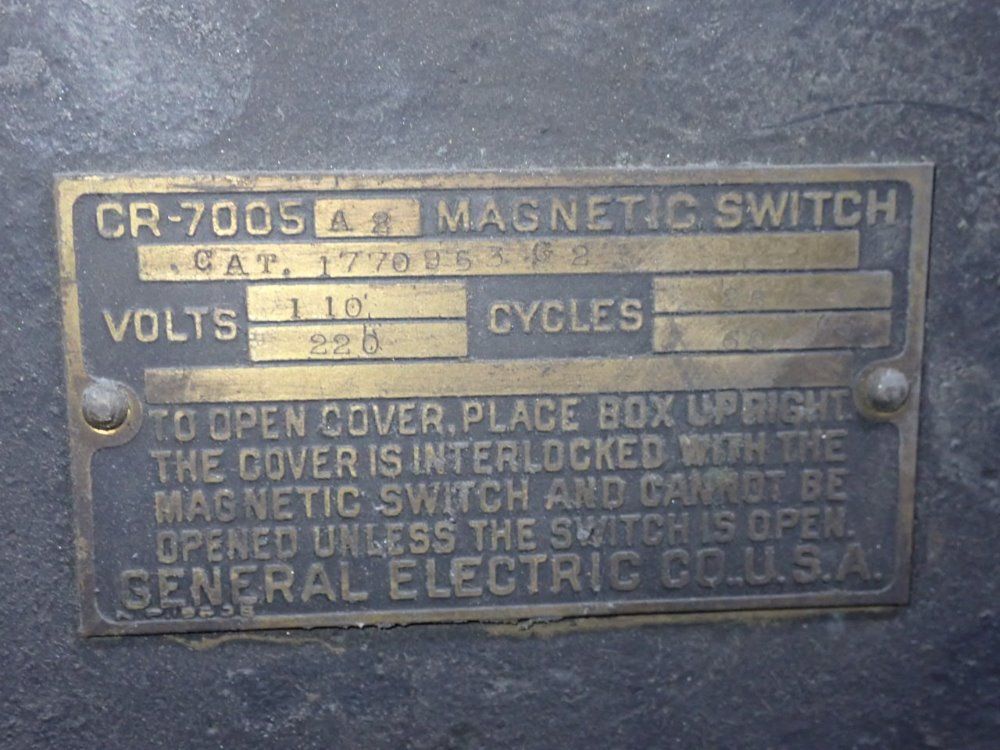 CR-7005 A2 MAGNETIC SWITCH
CAT. 1770953 G2
VOLTS 110 CYCLES
220
TO OPEN COVER, PLACE BOX UPRIGHT
THE COVER IS INTERLOCKED WITH THE
MAGNETIC SWITCH AND CANNOT BE
OPENED UNLESS THE SWITCH IS OPEN.
GENERAL ELECTRIC CO. U.S.A.